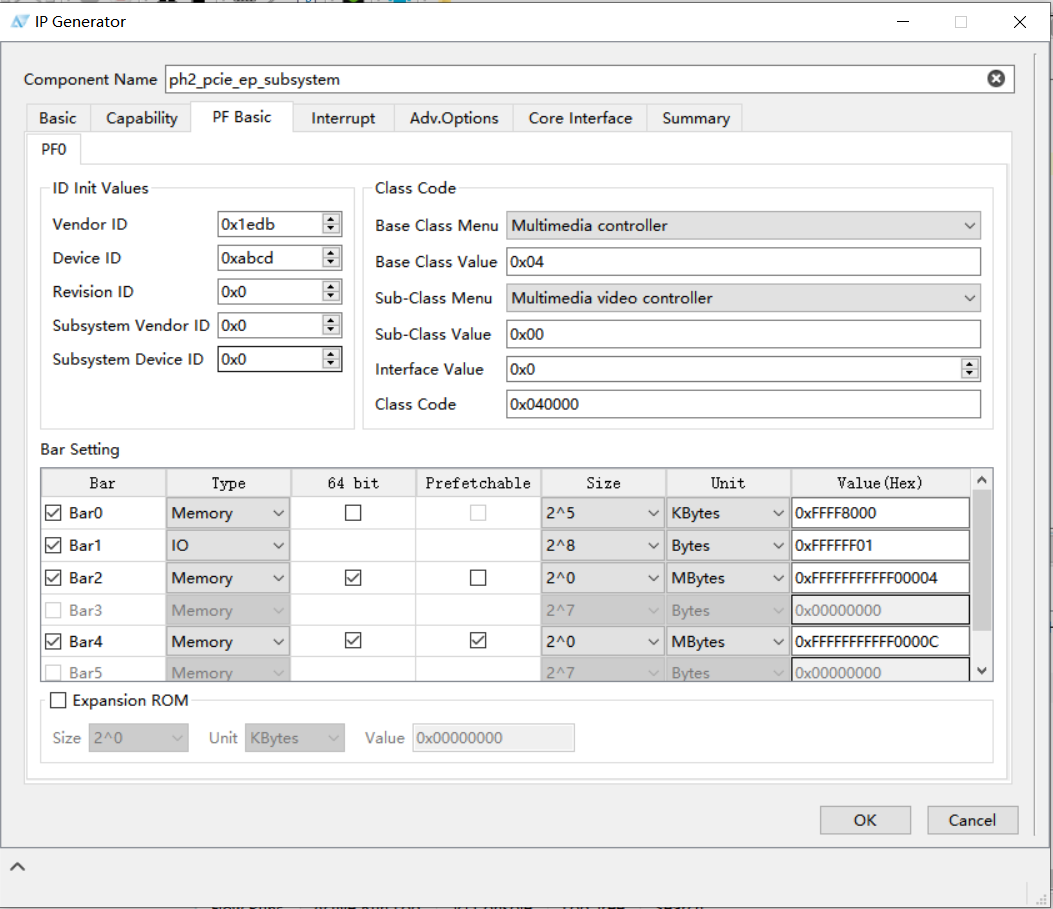 IP Generator
Component Name ph2_pcie_ep_subsystem
Basic Capability PF Basic Interrupt Adv.Options Core Interface Summary
PF0
ID Init Values
Vendor ID 0x1edb
Device ID 0xabcd
Revision ID 0x0
Subsystem Vendor ID 0x0
Subsystem Device ID 0x0
Class Code
Base Class Menu Multimedia controller
Base Class Value 0x04
Sub-Class Menu Multimedia video controller
Sub-Class Value 0x00
Interface Value 0x0
Class Code 0x040000
Bar Setting
Bar Type 64 bit Prefetchable Size Unit Value(Hex)
Bar0 Memory 2^5 KBytes 0xFFFF8000
Bar1 IO 2^8 Bytes 0xFFFFFF01
Bar2 Memory 2^0 MBytes 0xFFFFFFFFFFF00004
Bar3 Memory 2^7 Bytes 0x00000000
Bar4 Memory 2^0 MBytes 0xFFFFFFFFFFF0000C
Bar5 Memory 2^7 Bytes 0x00000000
Expansion ROM
Size 2^0 Unit KBytes Value 0x00000000
OK Cancel